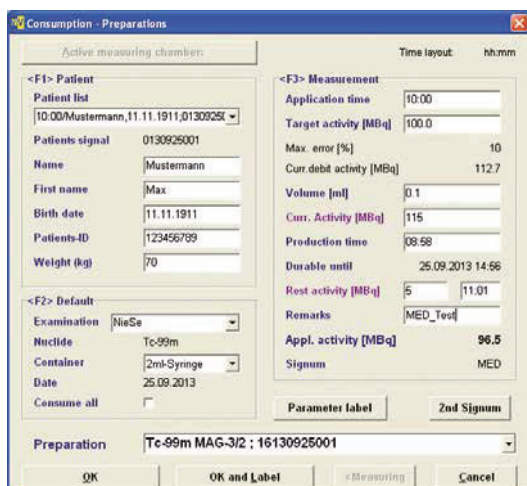 Consumption - Preparations
Active measuring chamber:
Time layout: hh:mm
<F1> Patient
Patient list
10:00/Mustermann,11.11.1911;0130925(
Patients signal 0130925001
Name Mustermann
First name Max
Birth date 11.11.1911
Patients-ID 123456789
Weight (kg) 70
<F2> Default
Examination NieSe
Nuclide Tc-99m
Container 2ml-Syringe
Date 25.09.2013
Consume all
<F3> Measurement
Application time 10:00
Target activity [MBq] 100.0
Max. error [%] 10
Curr.debit activity [MBq] 112.7
Volume [ml] 0.1
Curr. Activity [MBq] 115
Production time 08:58
Durable until 25.09.2013 14:56
Rest activity [MBq] 5 11:01
Remarks MED_Test
Appl. activity [MBq] 96.5
Signum MED
Parameter label 2nd Signum
Preparation Tc-99m MAG-3/2 ; 16130925001
OK OK and Label <Measuring Cancel